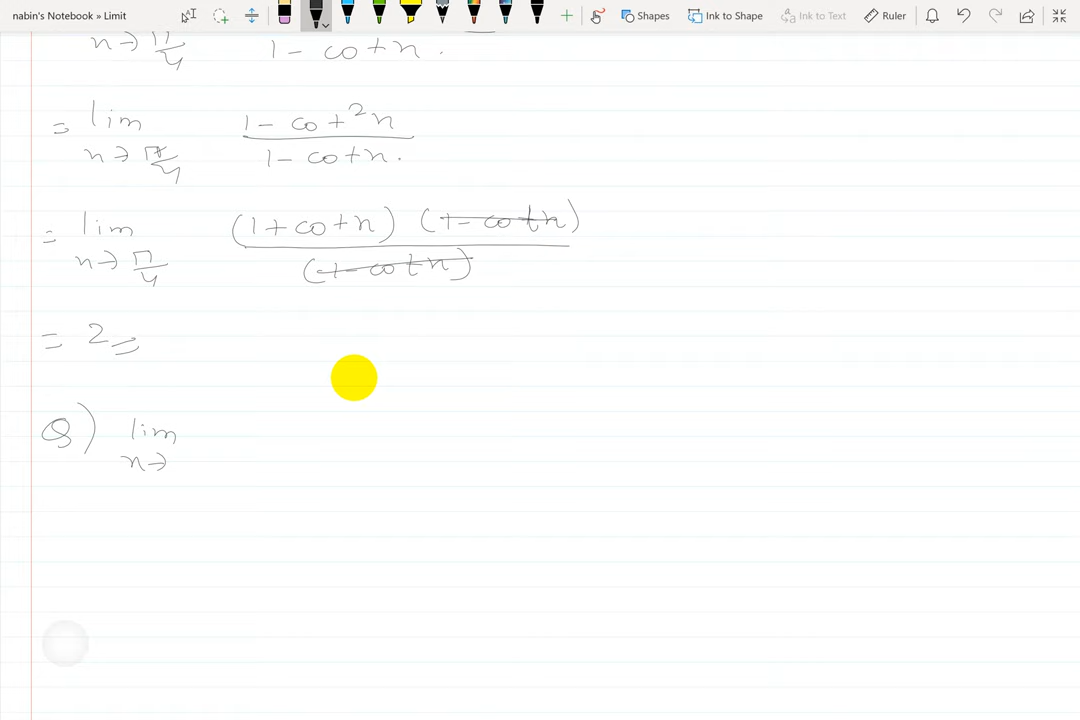 nabin's Notebook » Limit
Shapes Ink to Shape Ink to Text Ruler
n→ π/4 1 - cotn.
= lim n→ π/4 (1 - cot²n)/(1 - cotn.)
= lim n→ π/4 (1 + cotn) (1 - cotn)/(1 - cotn)
= 2
Q) lim
n→